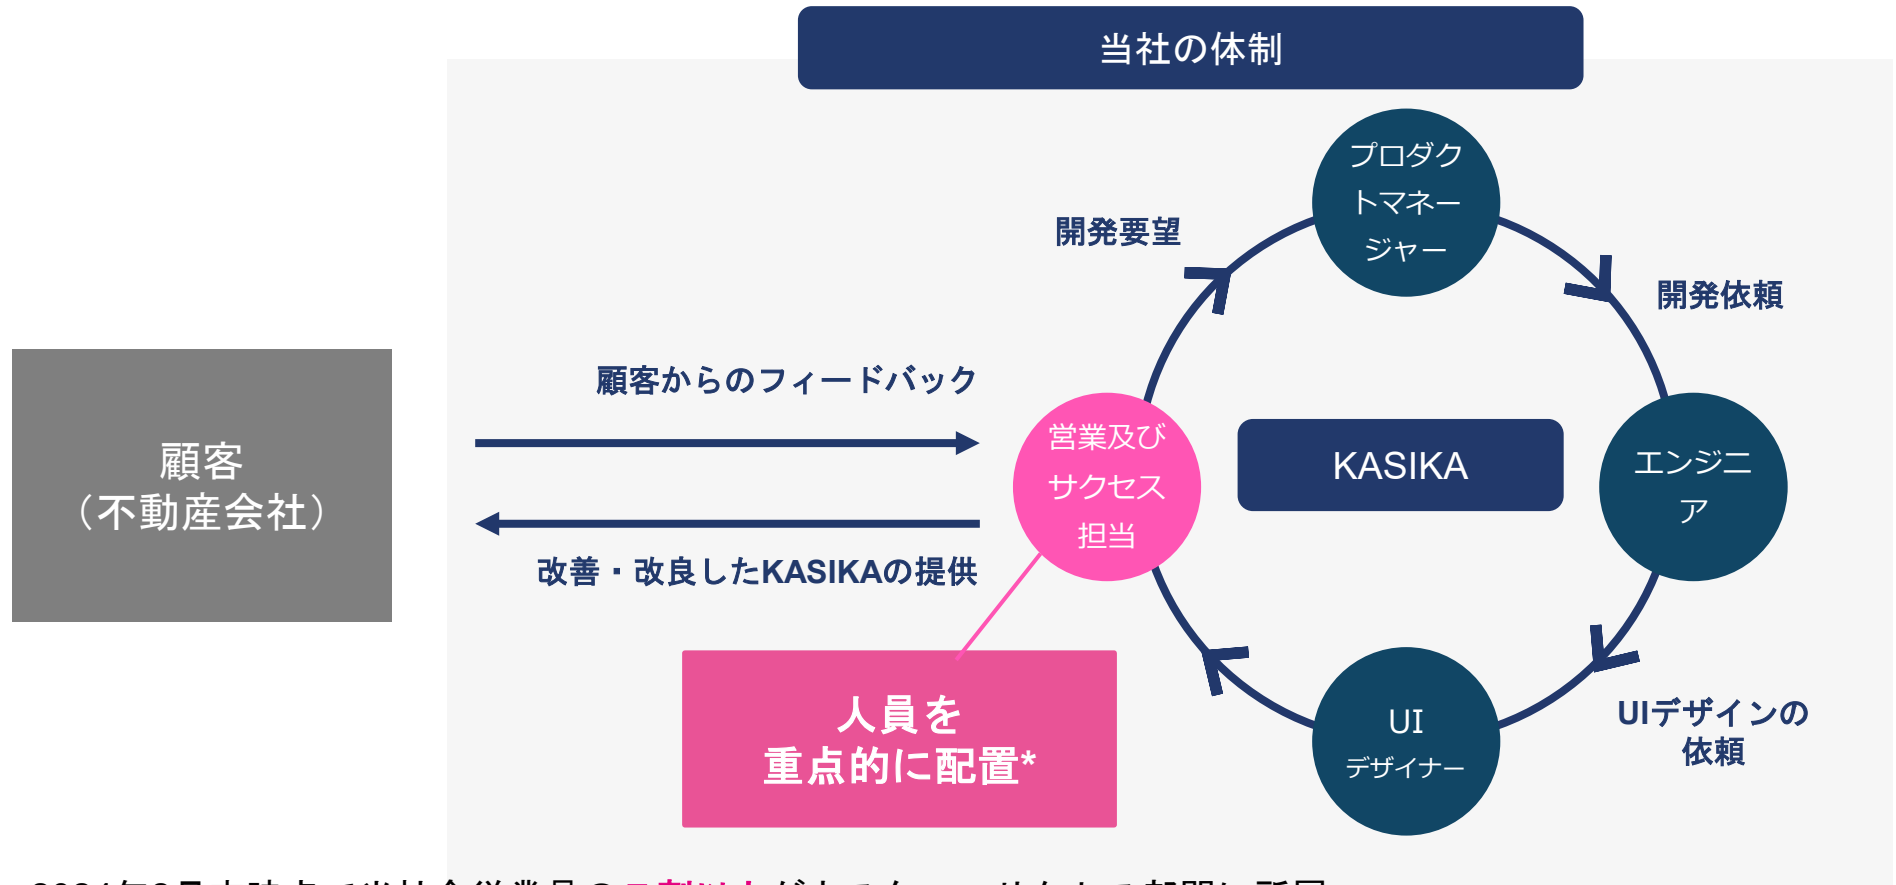 当社の体制
プロダク
トマネー
ジャー
開発要望
開発依頼
顧客からのフィードバック
顧客
（不動産会社）
営業及び
サクセス
担当
KASIKA
エンジニ
ア
改善・改良したKASIKAの提供
人員を
重点的に配置*
UI
デザイナー
UIデザインの
依頼